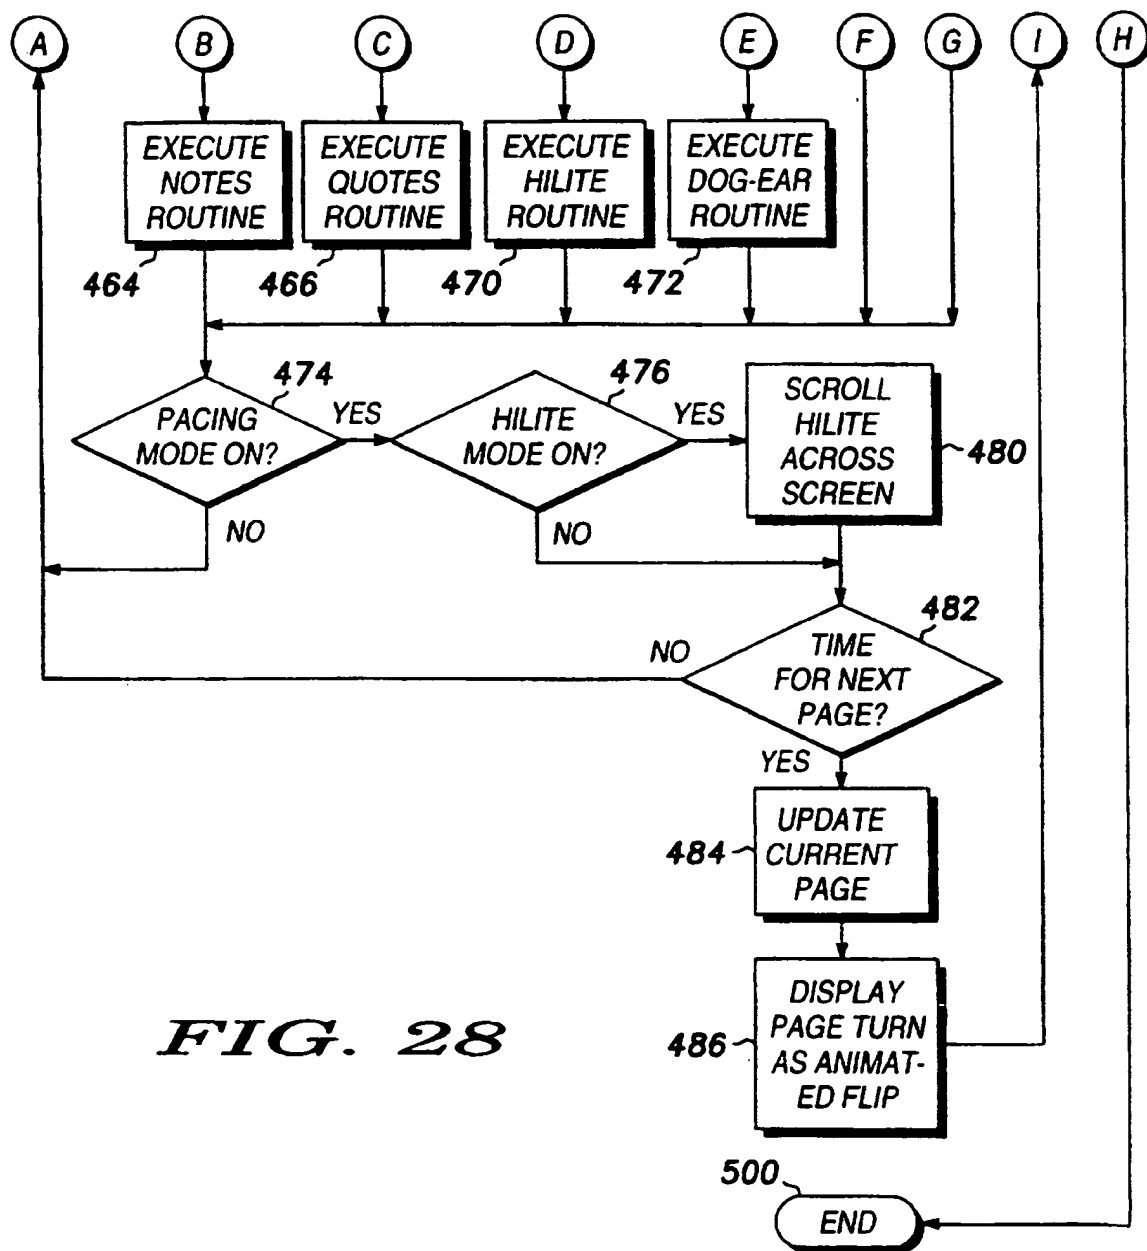 A B C D E F G I H
EXECUTE
NOTES
ROUTINE
464
EXECUTE
QUOTES
ROUTINE
466
EXECUTE
HILITE
ROUTINE
470
EXECUTE
DOG-EAR
ROUTINE
472
PACING
MODE ON?
474
YES
NO
HILITE
MODE ON?
476
YES
NO
SCROLL
HILITE
ACROSS
SCREEN
480
TIME
FOR NEXT
PAGE?
482
NO
YES
UPDATE
CURRENT
PAGE
484
DISPLAY
PAGE TURN
AS ANIMAT-
ED FLIP
486
FIG. 28
500
END